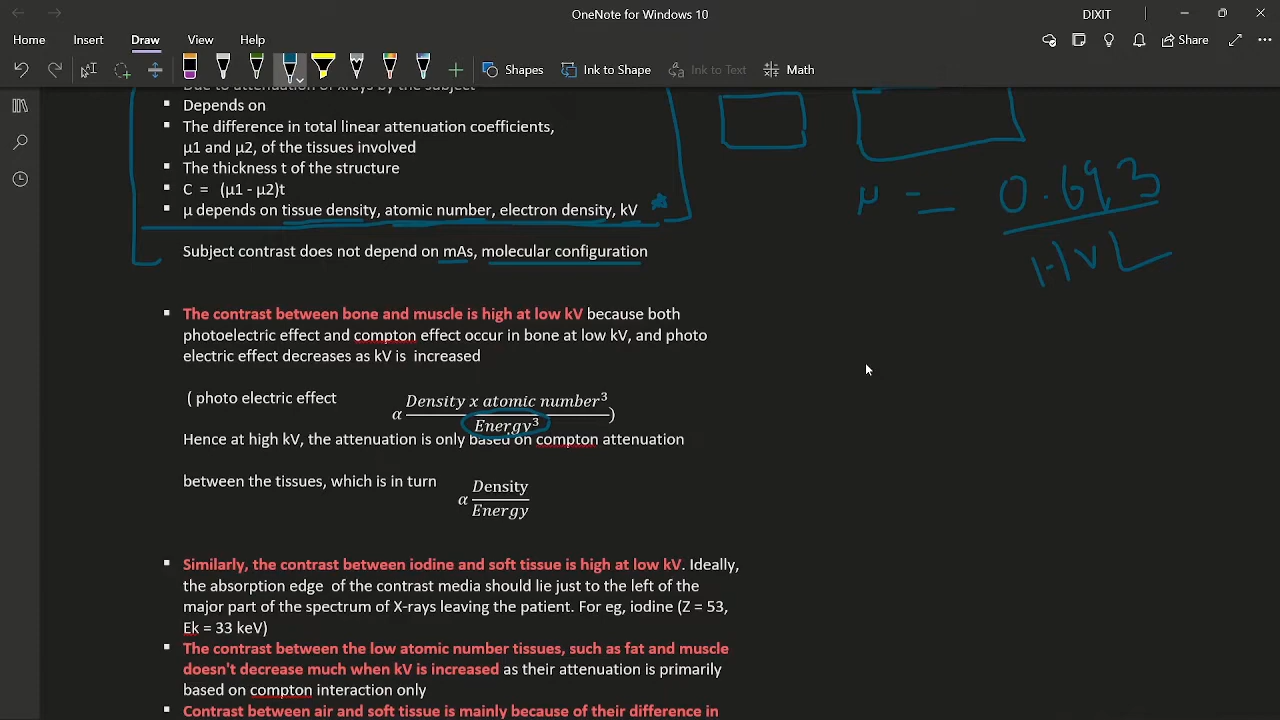 OneNote for Windows 10
DIXIT
Home Insert Draw View Help
Share
Shapes Ink to Shape Ink to Text Math
Due to attenuation of xrays by the subject
Depends on
The difference in total linear attenuation coefficients,
μ1 and μ2, of the tissues involved
The thickness t of the structure
C = (μ1 - μ2)t
μ depends on tissue density, atomic number, electron density, kV
Subject contrast does not depend on mAs, molecular configuration
μ = 0.693
HVL
The contrast between bone and muscle is high at low kV because both
photoelectric effect and compton effect occur in bone at low kV, and photo
electric effect decreases as kV is increased
( photo electric effect α Density x atomic number³
Energy³ )
Hence at high kV, the attenuation is only based on compton attenuation
between the tissues, which is in turn α Density
Energy
Similarly, the contrast between iodine and soft tissue is high at low kV. Ideally,
the absorption edge of the contrast media should lie just to the left of the
major part of the spectrum of X-rays leaving the patient. For eg, iodine (Z = 53,
Ek = 33 keV)
The contrast between the low atomic number tissues, such as fat and muscle
doesn't decrease much when kV is increased as their attenuation is primarily
based on compton interaction only
Contrast between air and soft tissue is mainly because of their difference in